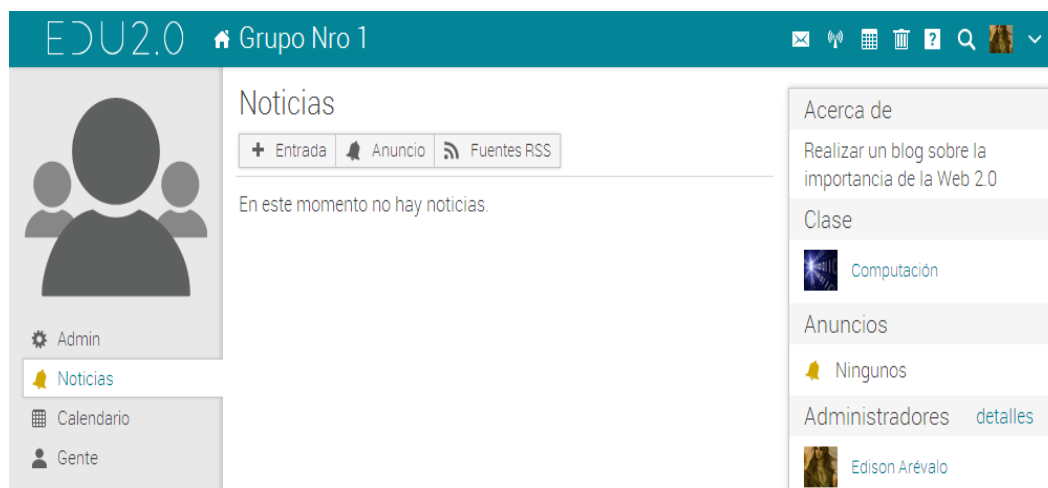 EDU2.0
Grupo Nro 1
?
Admin
Noticias
Calendario
Gente
Noticias
+ Entrada
Anuncio
Fuentes RSS
En este momento no hay noticias.
Acerca de
Realizar un blog sobre la
importancia de la Web 2.0
Clase
Computación
Anuncios
Ningunos
Administradores detalles
Edison Arévalo